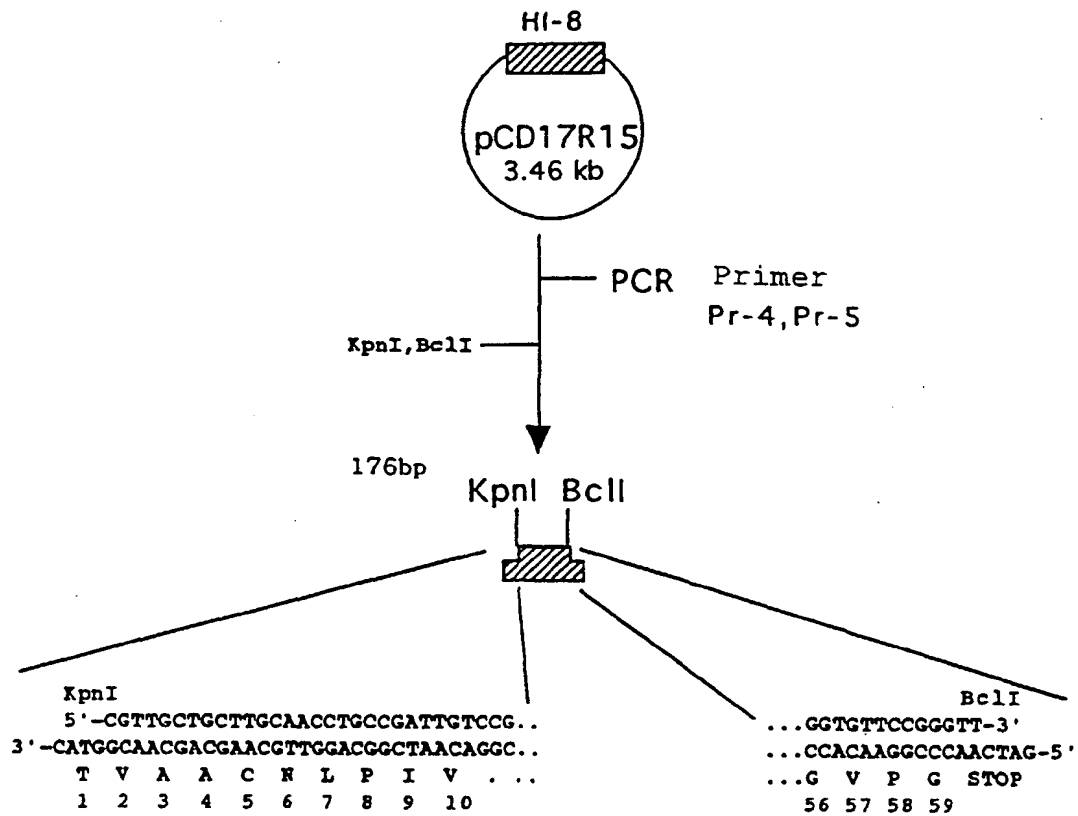 HI-8
pCD17R15
3.46 kb
PCR Primer
Pr-4,Pr-5
KpnI,BclI
176bp
KpnI BclI
KpnI
5'-CGTTGCTGCTTGCAACCTGCCGATTGTCCG..
3'-CATGGCAACGACGAACGTTGGACGGCTAACAGGC..
T V A A C N L P I V . ..
1 2 3 4 5 6 7 8 9 10
BclI
...GGTGTTCCGGGTT-3'
...CCACAAGGCCCAACTAG-5'
...G V P G STOP
56 57 58 59